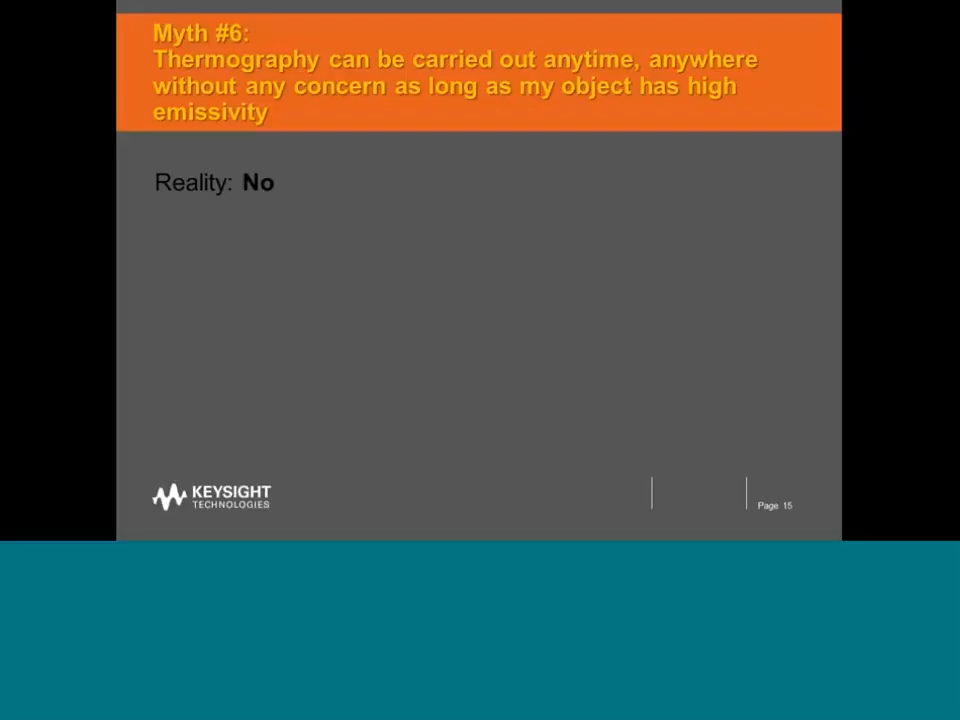 Myth #6:
Thermography can be carried out anytime, anywhere
without any concern as long as my object has high
emissivity
Reality: No
KEYSIGHT
TECHNOLOGIES
Page 15